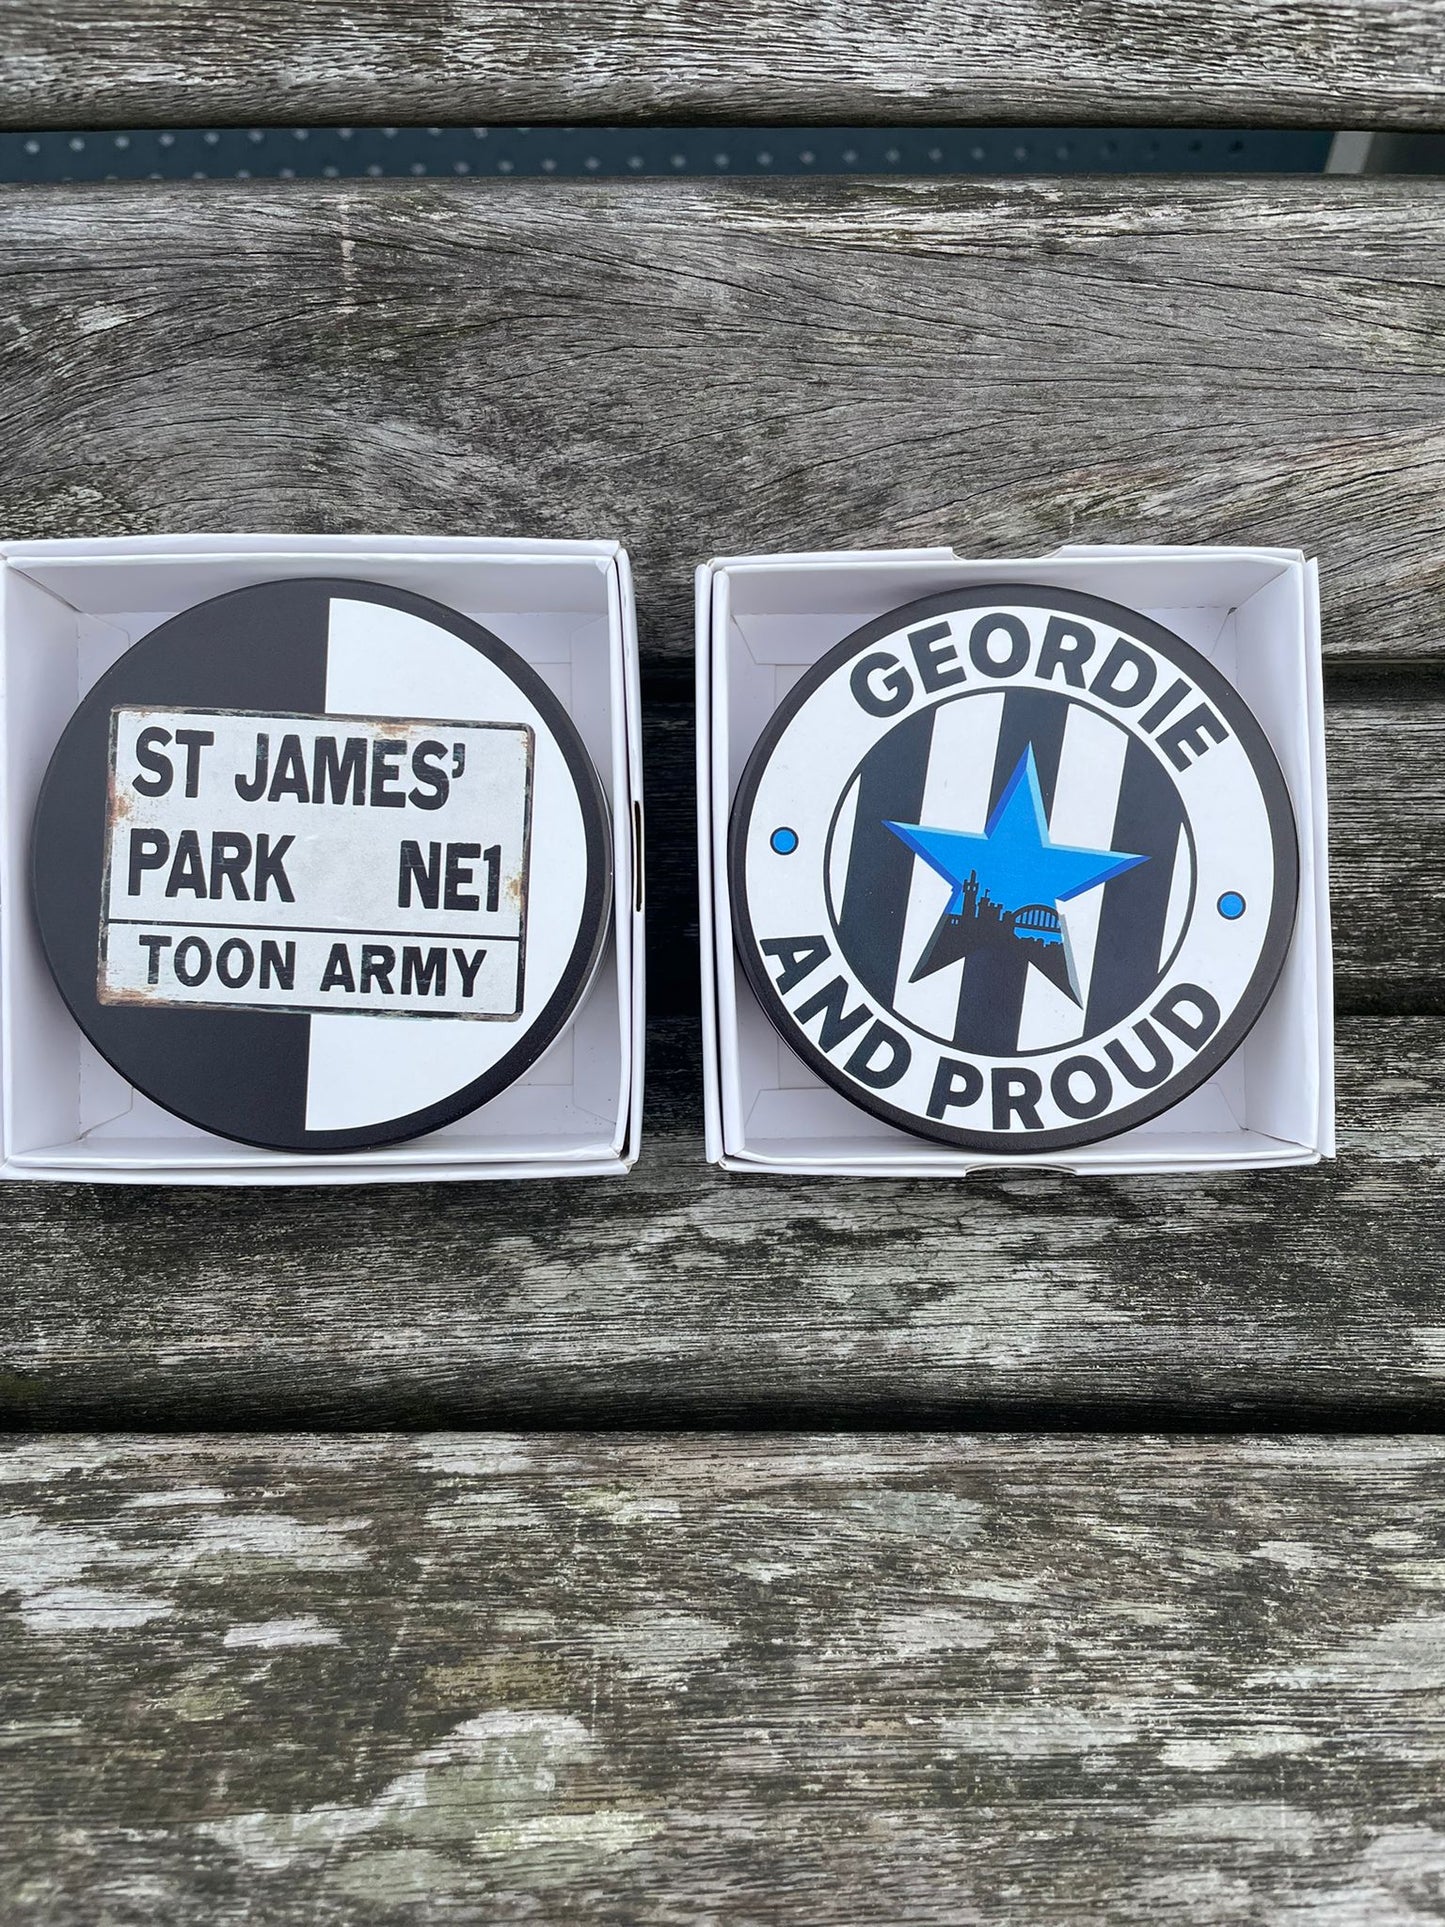 ST JAMES'
PARK NE1
TOON ARMY
GEORDIE
AND PROUD